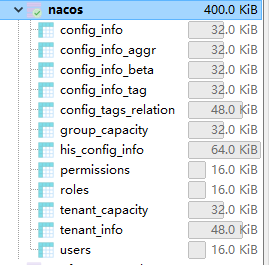 nacos 400.0 KiB
config_info 32.0 KiB
config_info_aggr 32.0 KiB
config_info_beta 32.0 KiB
config_info_tag 32.0 KiB
config_tags_relation 48.0 KiB
group_capacity 32.0 KiB
his_config_info 64.0 KiB
permissions 16.0 KiB
roles 16.0 KiB
tenant_capacity 32.0 KiB
tenant_info 48.0 KiB
users 16.0 KiB